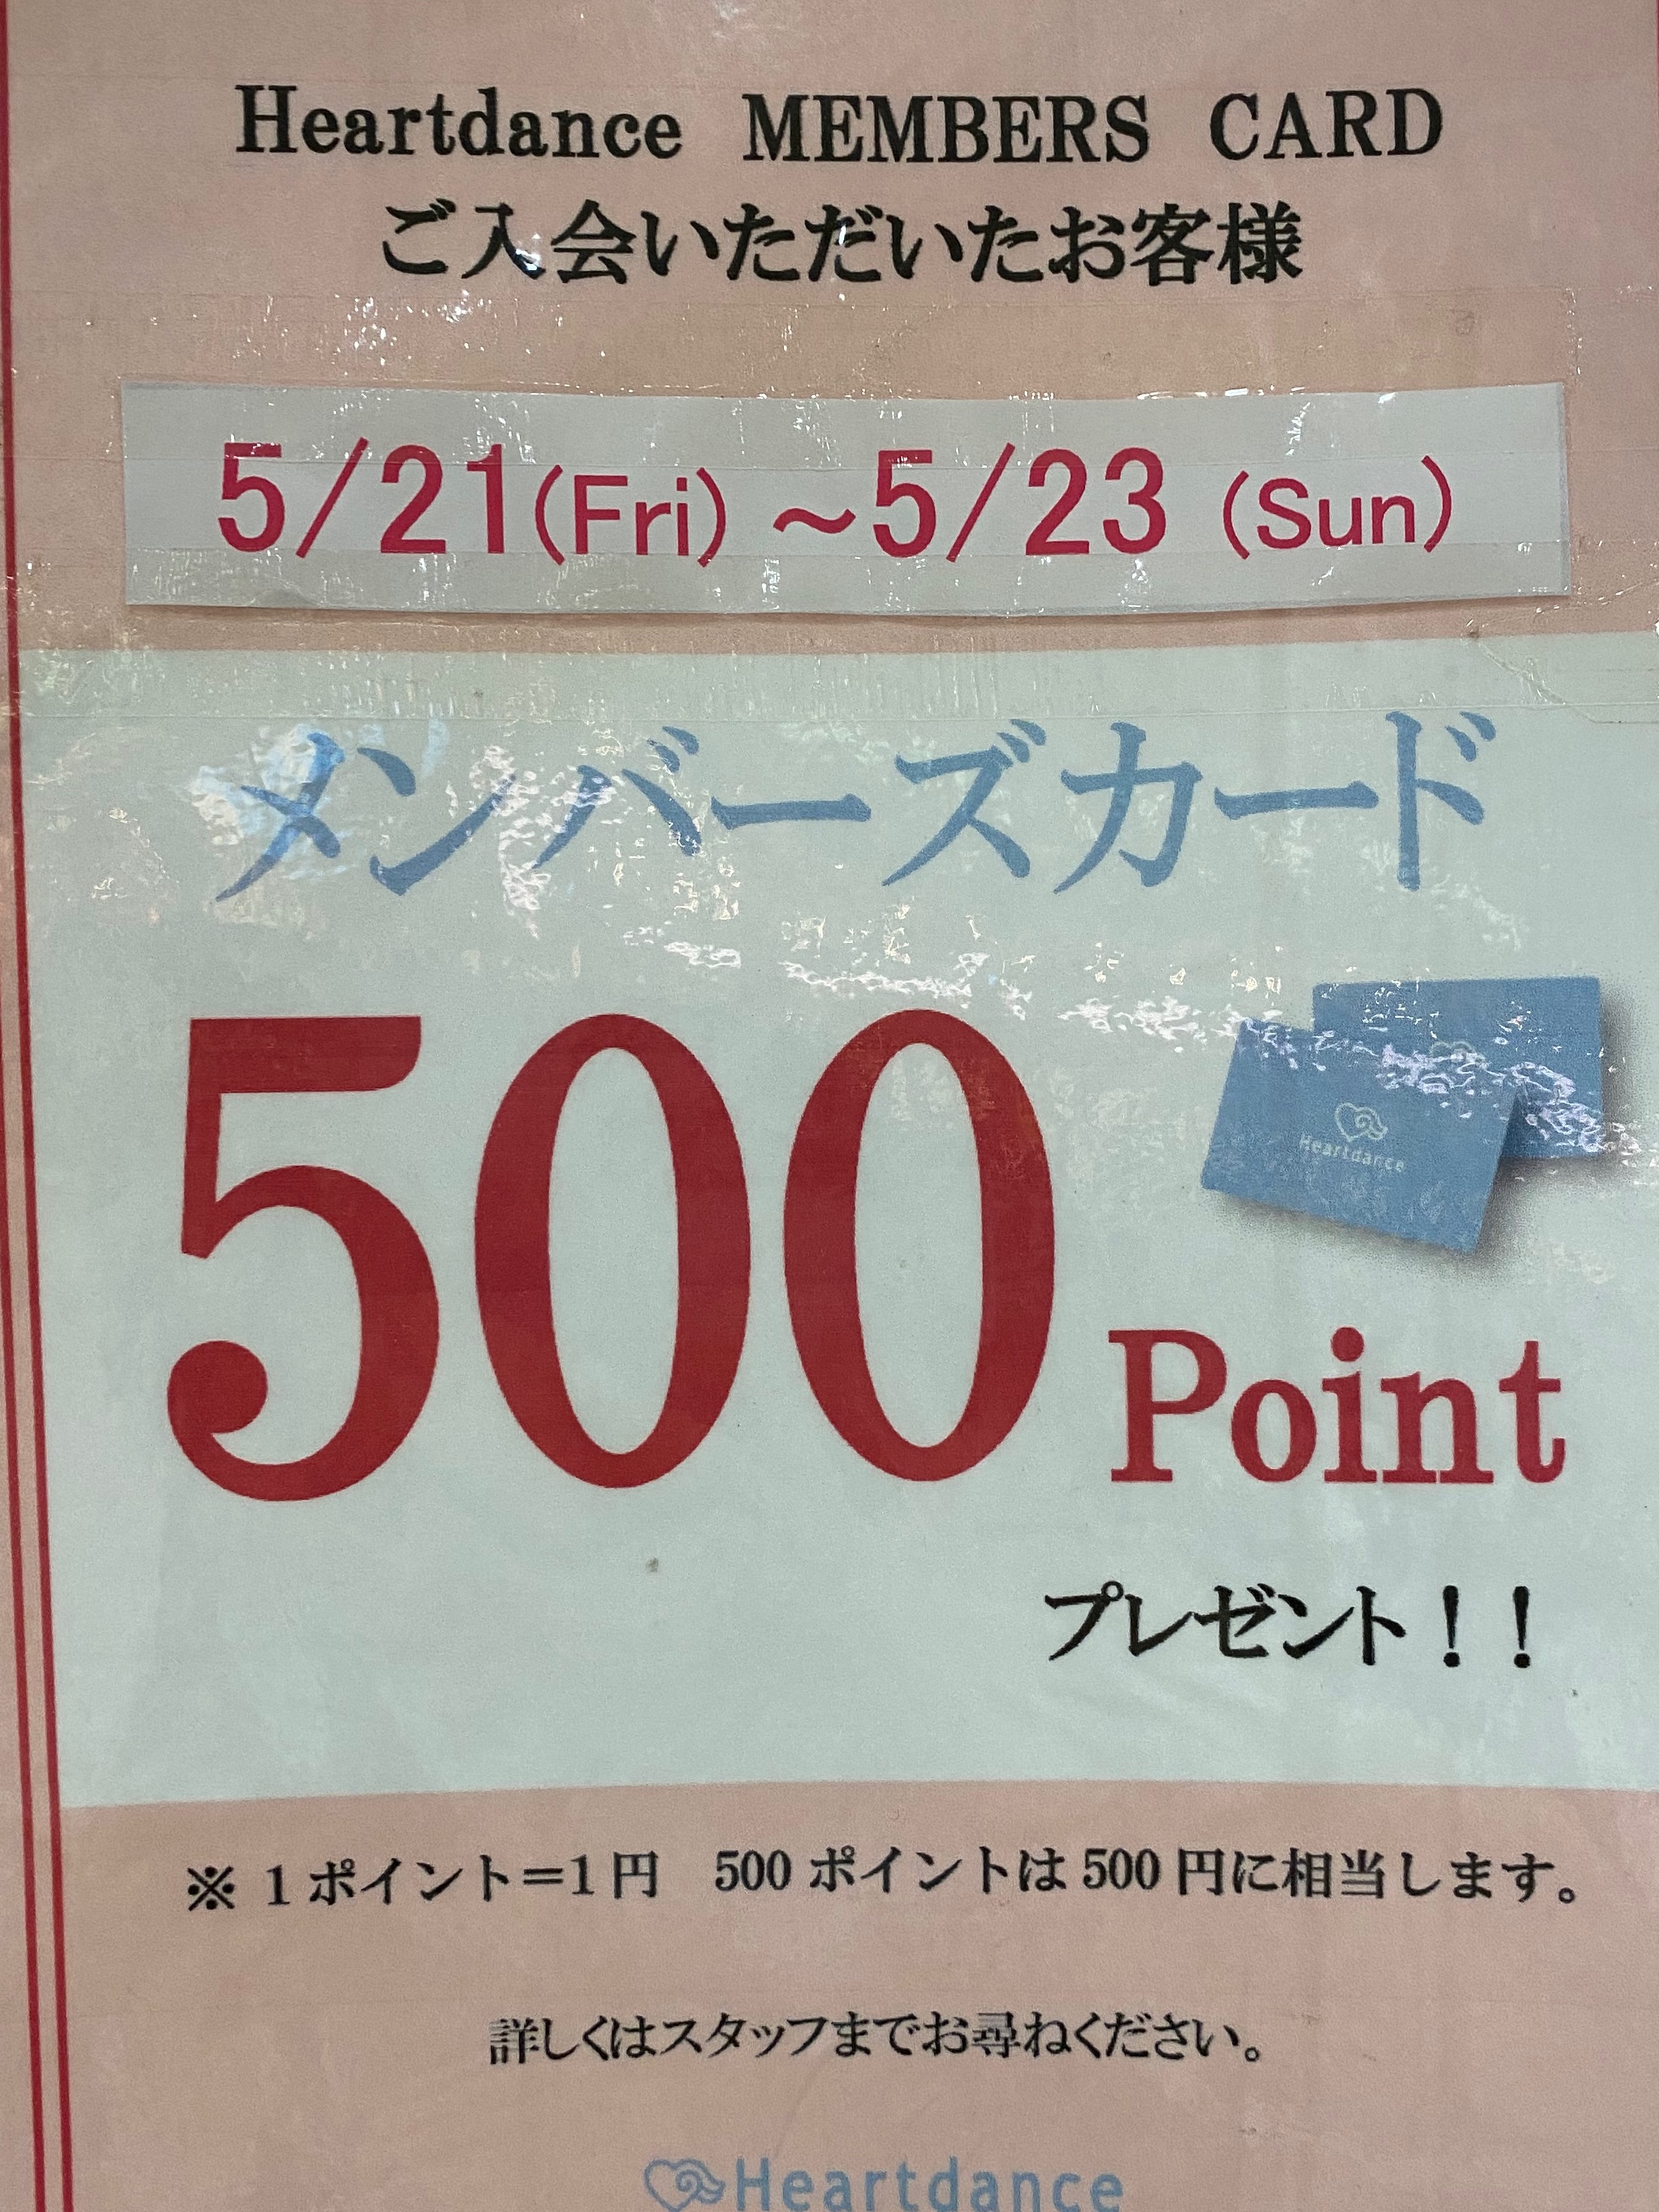 Heartdance MEMBERS CARD
ご入会いただいたお客様
5/21(Fri) ~5/23 (Sun)
メンバーズカード
Heartdance
500 Point
プレゼント！！
※ 1ポイント=1円　500ポイントは500円に相当します。
詳しくはスタッフまでお尋ねください。
Heartdance